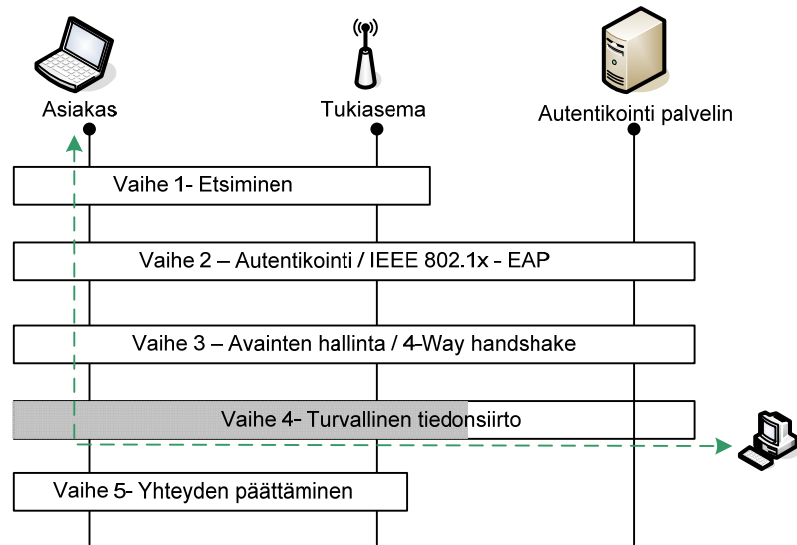 Asiakas
Tukiasema
Autentikointi palvelin
Vaihe 1- Etsiminen
Vaihe 2 – Autentikointi / IEEE 802.1x - EAP
Vaihe 3 – Avainten hallinta / 4-Way handshake
Vaihe 4- Turvallinen tiedonsiirto
Vaihe 5- Yhteyden päättäminen